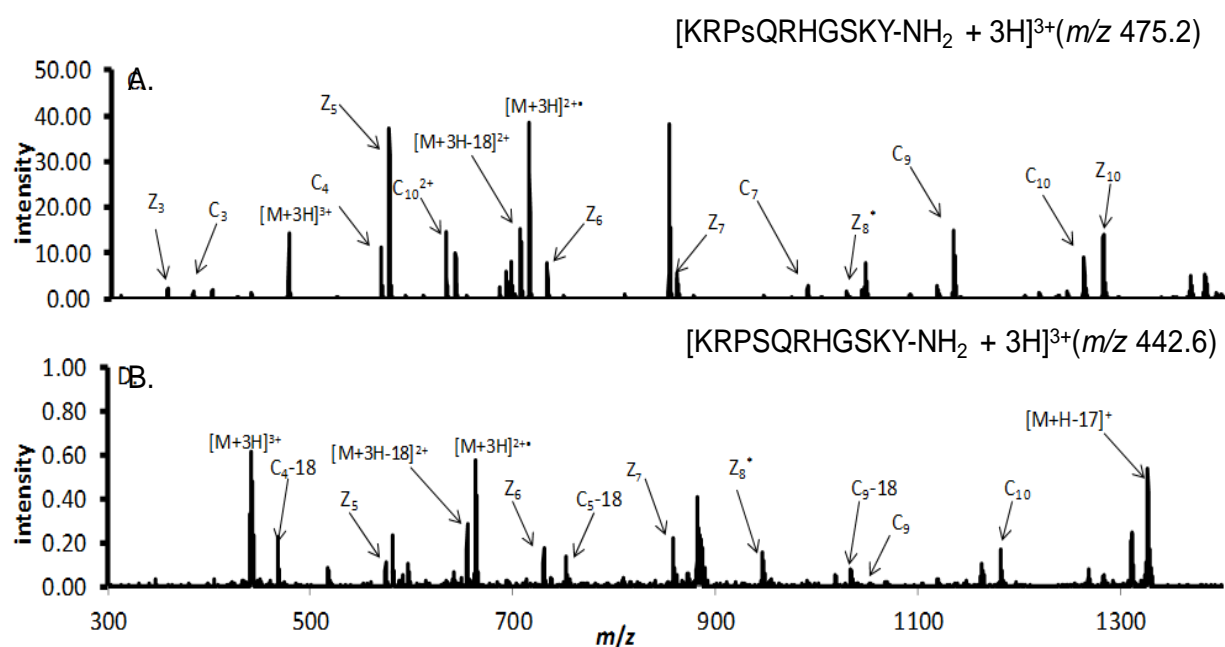 [KRPsQRHGSKY-NH2 + 3H]3+(m/z 475.2)
A.
50.00
40.00
30.00
20.00
10.00
0.00
intensity
Z3
C3
[M+3H]3+
C4
Z5
C10 2+
[M+3H-18]2+
[M+3H]2+•
Z6
Z7
C7
Z8*
C9
C10
Z10
[KRPSQRHGSKY-NH2 + 3H]3+(m/z 442.6)
D.
B.
1.00
0.80
0.60
0.40
0.20
0.00
intensity
[M+3H]3+
C4-18
Z5
[M+3H-18]2+
[M+3H]2+•
Z6
C5-18
Z7
Z8*
C9-18
C9
C10
[M+H-17]+
300
500
700
900
1100
1300
m/z